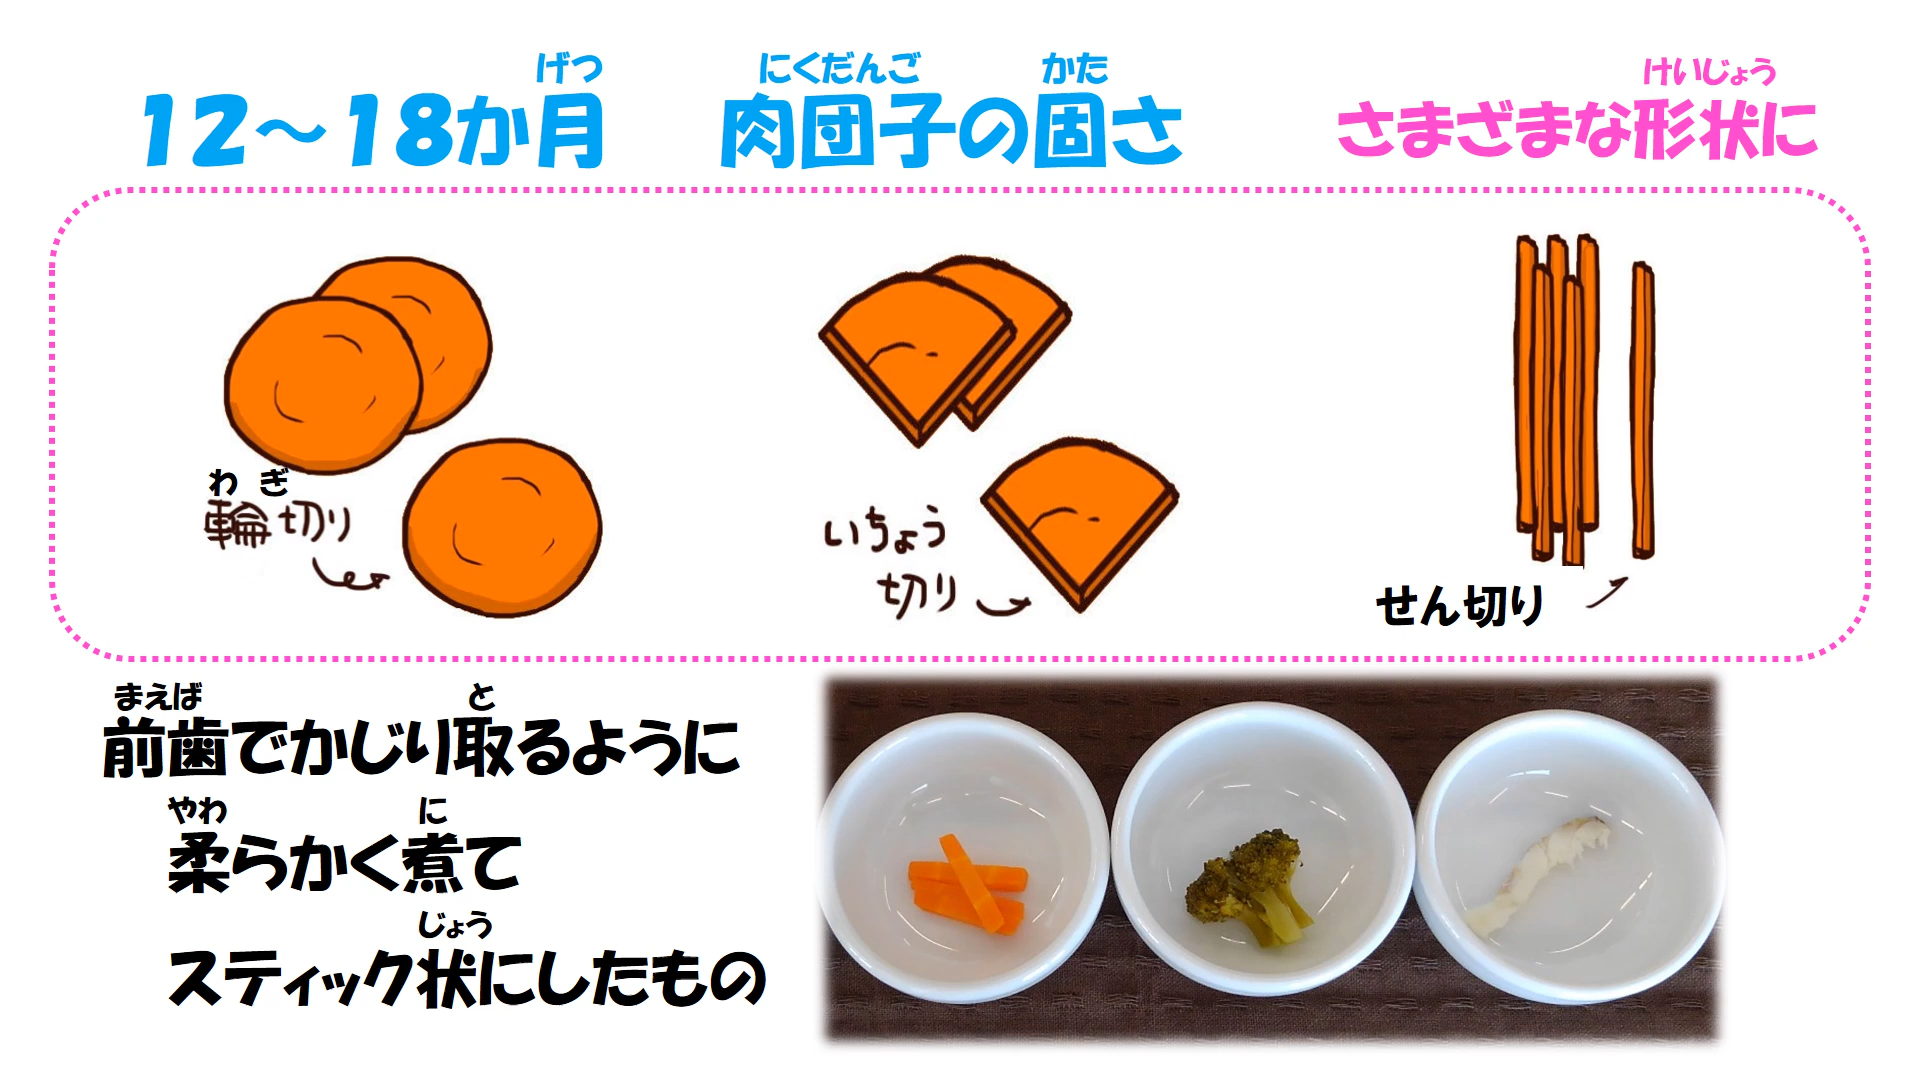 げつ にくだんご かた けいじょう
12～18か月 肉団子の固さ さまざまな形状に
わ ぎ
輪切り
いちょう
切り
せん切り
まえば と
前歯でかじり取るように
やわ に
柔らかく煮て
じょう
スティック状にしたもの